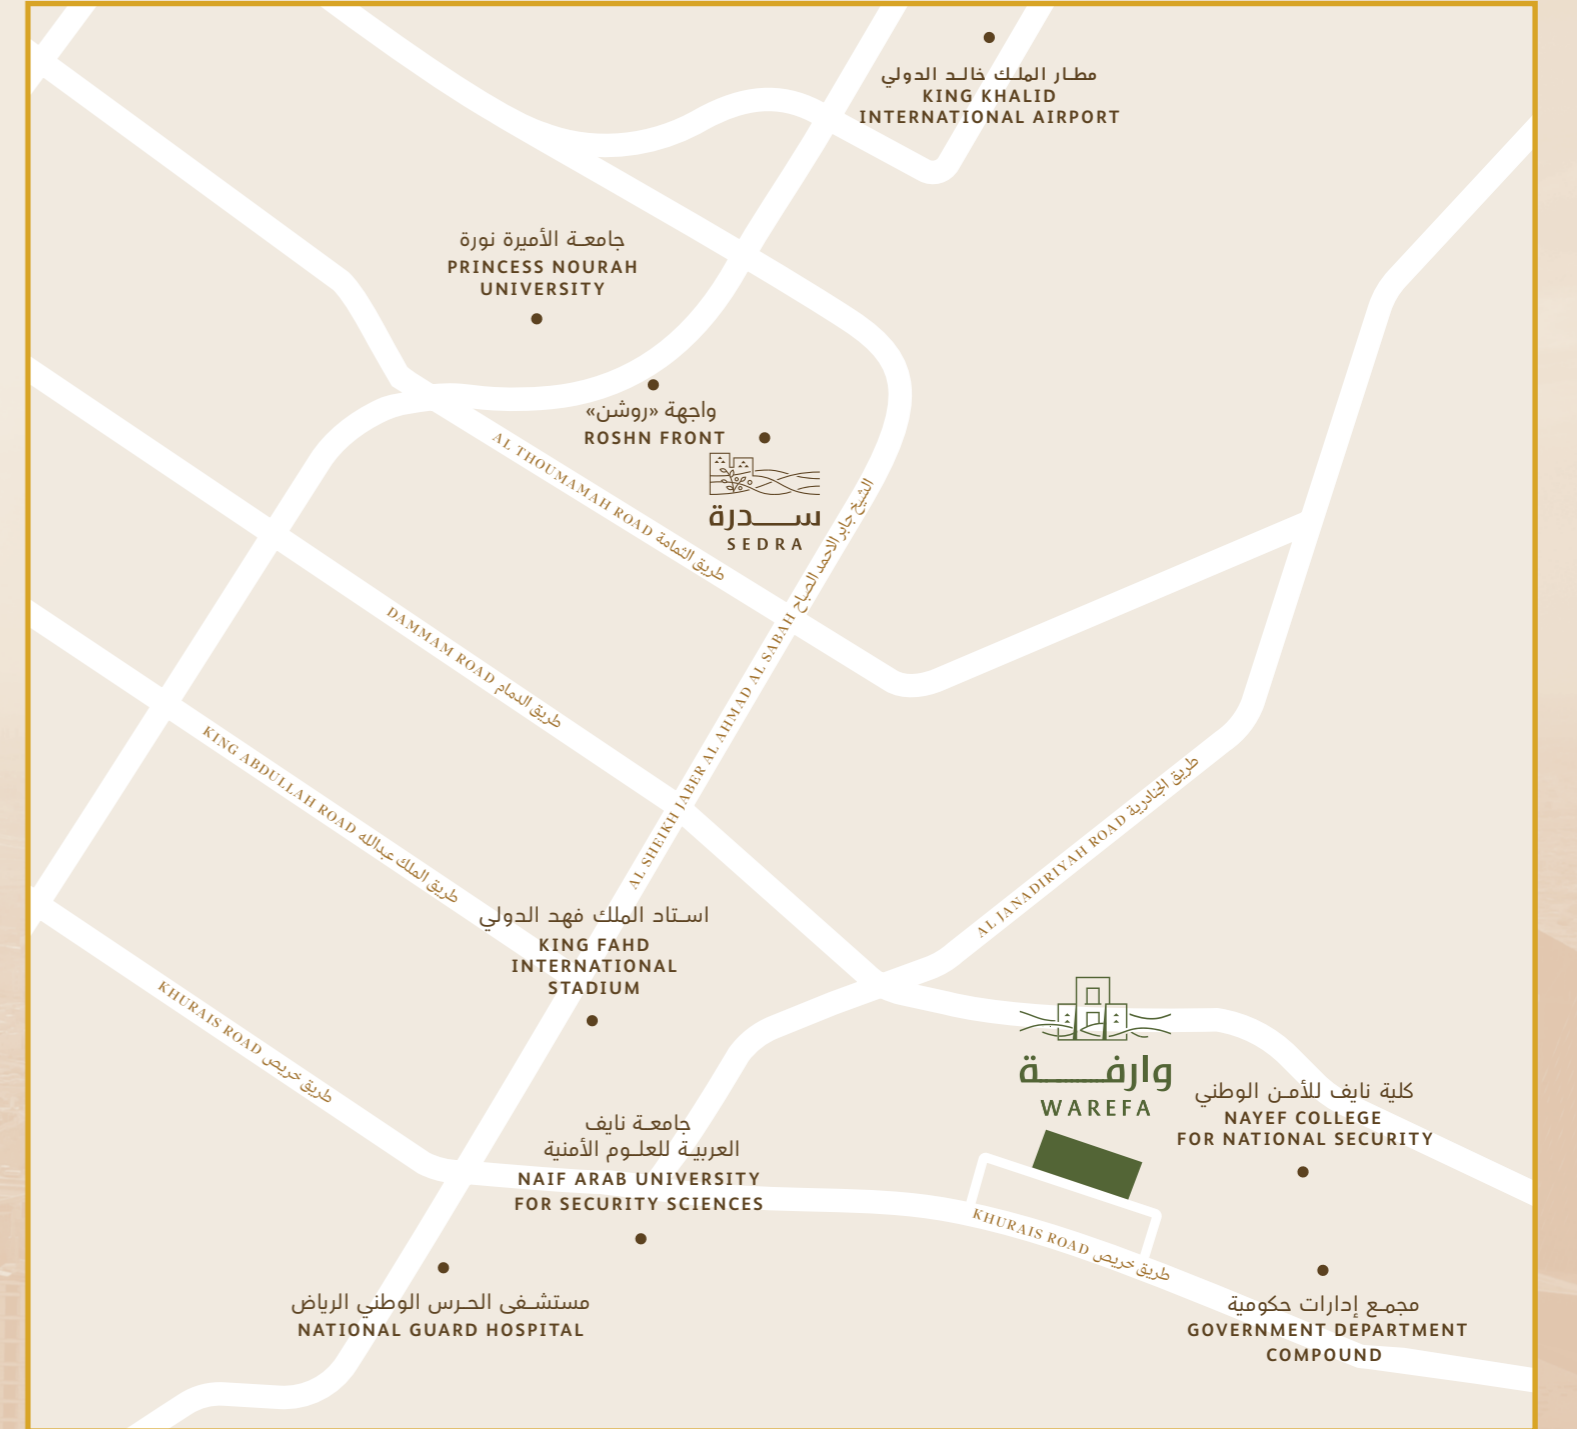 مطار الملك خالد الدولي
KING KHALID
INTERNATIONAL AIRPORT
جامعة الأميرة نورة
PRINCESS NOURAH
UNIVERSITY
واجهة «روشن»
ROSHN FRONT
سدرة
SEDRA
AL THOUMAMAH ROAD طريق الثمامة
AL SHEIKH JABER AL AHMAD AL SABAH الشيخ جابر الاحمد الصباح
DAMMAM ROAD طريق الدمام
KING ABDULLAH ROAD طريق الملك عبدالله
AL JANADIRIYAH ROAD طريق الجنادرية
استاد الملك فهد الدولي
KING FAHD
INTERNATIONAL
STADIUM
KHURAIS ROAD طريق خريص
وارفة
WAREFA
كلية نايف للأمن الوطني
NAYEF COLLEGE
FOR NATIONAL SECURITY
جامعة نايف
العربية للعلوم الأمنية
NAIF ARAB UNIVERSITY
FOR SECURITY SCIENCES
KHURAIS ROAD طريق خريص
مستشفى الحرس الوطني الرياض
NATIONAL GUARD HOSPITAL
مجمع إدارات حكومية
GOVERNMENT DEPARTMENT
COMPOUND